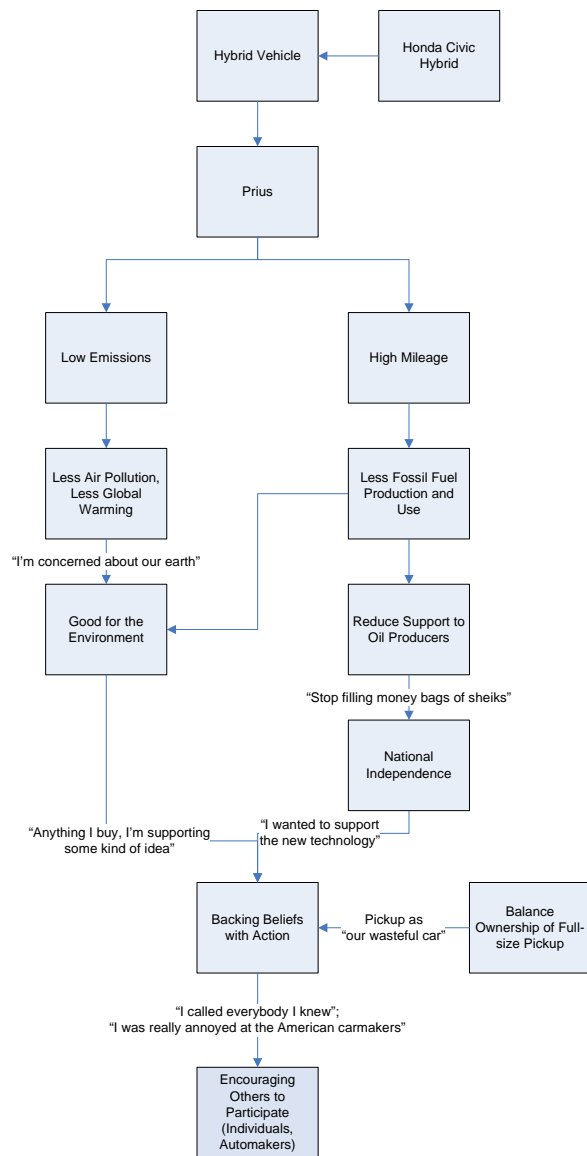 Hybrid Vehicle
Honda Civic
Hybrid
Prius
Low Emissions
High Mileage
Less Air Pollution,
Less Global
Warming
Less Fossil Fuel
Production and
Use
“I’m concerned about our earth”
Good for the
Environment
Reduce Support to
Oil Producers
“Stop filling money bags of sheiks”
National
Independence
“Anything I buy, I’m supporting
some kind of idea”
“I wanted to support
the new technology”
Backing Beliefs
with Action
Pickup as
“our wasteful car”
Balance
Ownership of Full-
size Pickup
“I called everybody I knew”;
“I was really annoyed at the American carmakers”
Encouraging
Others to
Participate
(Individuals,
Automakers)